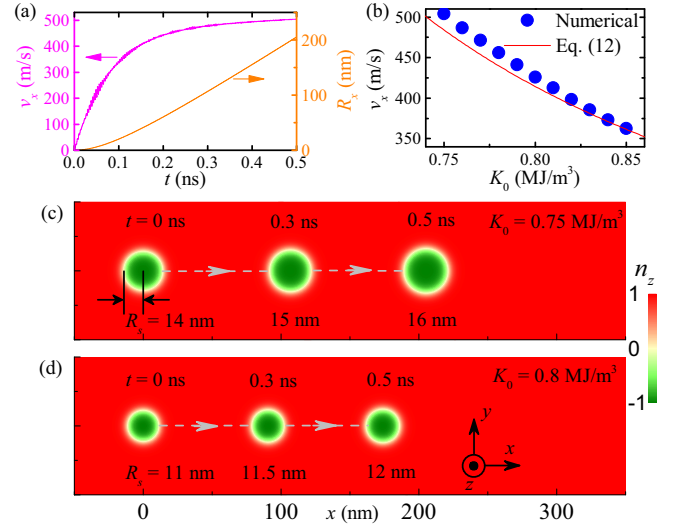 (a)
500
400
300
200
100
0
v_x (m/s)
200
100
0
R_x (nm)
0.0 0.1 0.2 0.3 0.4 0.5
t (ns)
(b)
500
450
400
350
v_x (m/s)
Numerical
Eq. (12)
0.75 0.80 0.85
K_0 (MJ/m³)
(c)
t = 0 ns 0.3 ns 0.5 ns K_0 = 0.75 MJ/m³
R_s = 14 nm 15 nm 16 nm
(d)
t = 0 ns 0.3 ns 0.5 ns K_0 = 0.8 MJ/m³
R_s = 11 nm 11.5 nm 12 nm
y
x
z
0 100 200 300
x (nm)
n_z
1
0
-1